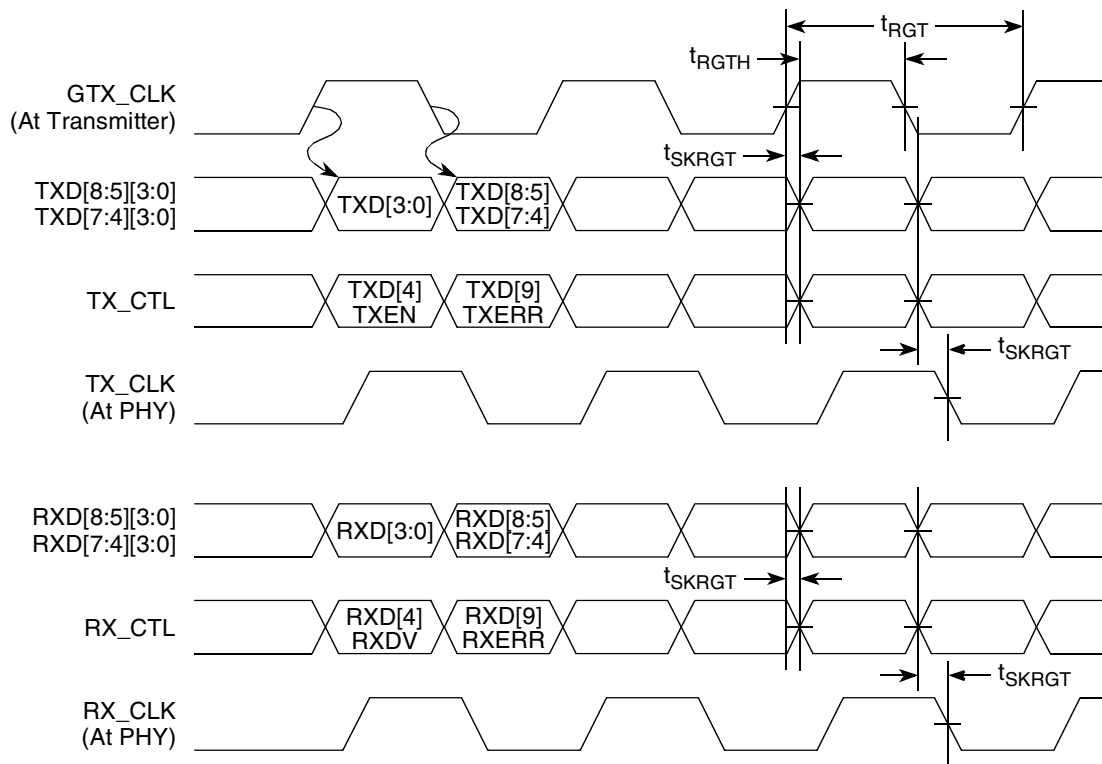 tRGT
tRGTH
GTX_CLK
(At Transmitter)
tSKRGT
TXD[8:5][3:0]
TXD[7:4][3:0]
TXD[3:0]
TXD[8:5]
TXD[7:4]
TX_CTL
TXD[4]
TXEN
TXD[9]
TXERR
tSKRGT
TX_CLK
(At PHY)
RXD[8:5][3:0]
RXD[7:4][3:0]
RXD[3:0]
RXD[8:5]
RXD[7:4]
tSKRGT
RX_CTL
RXD[4]
RXDV
RXD[9]
RXERR
tSKRGT
RX_CLK
(At PHY)